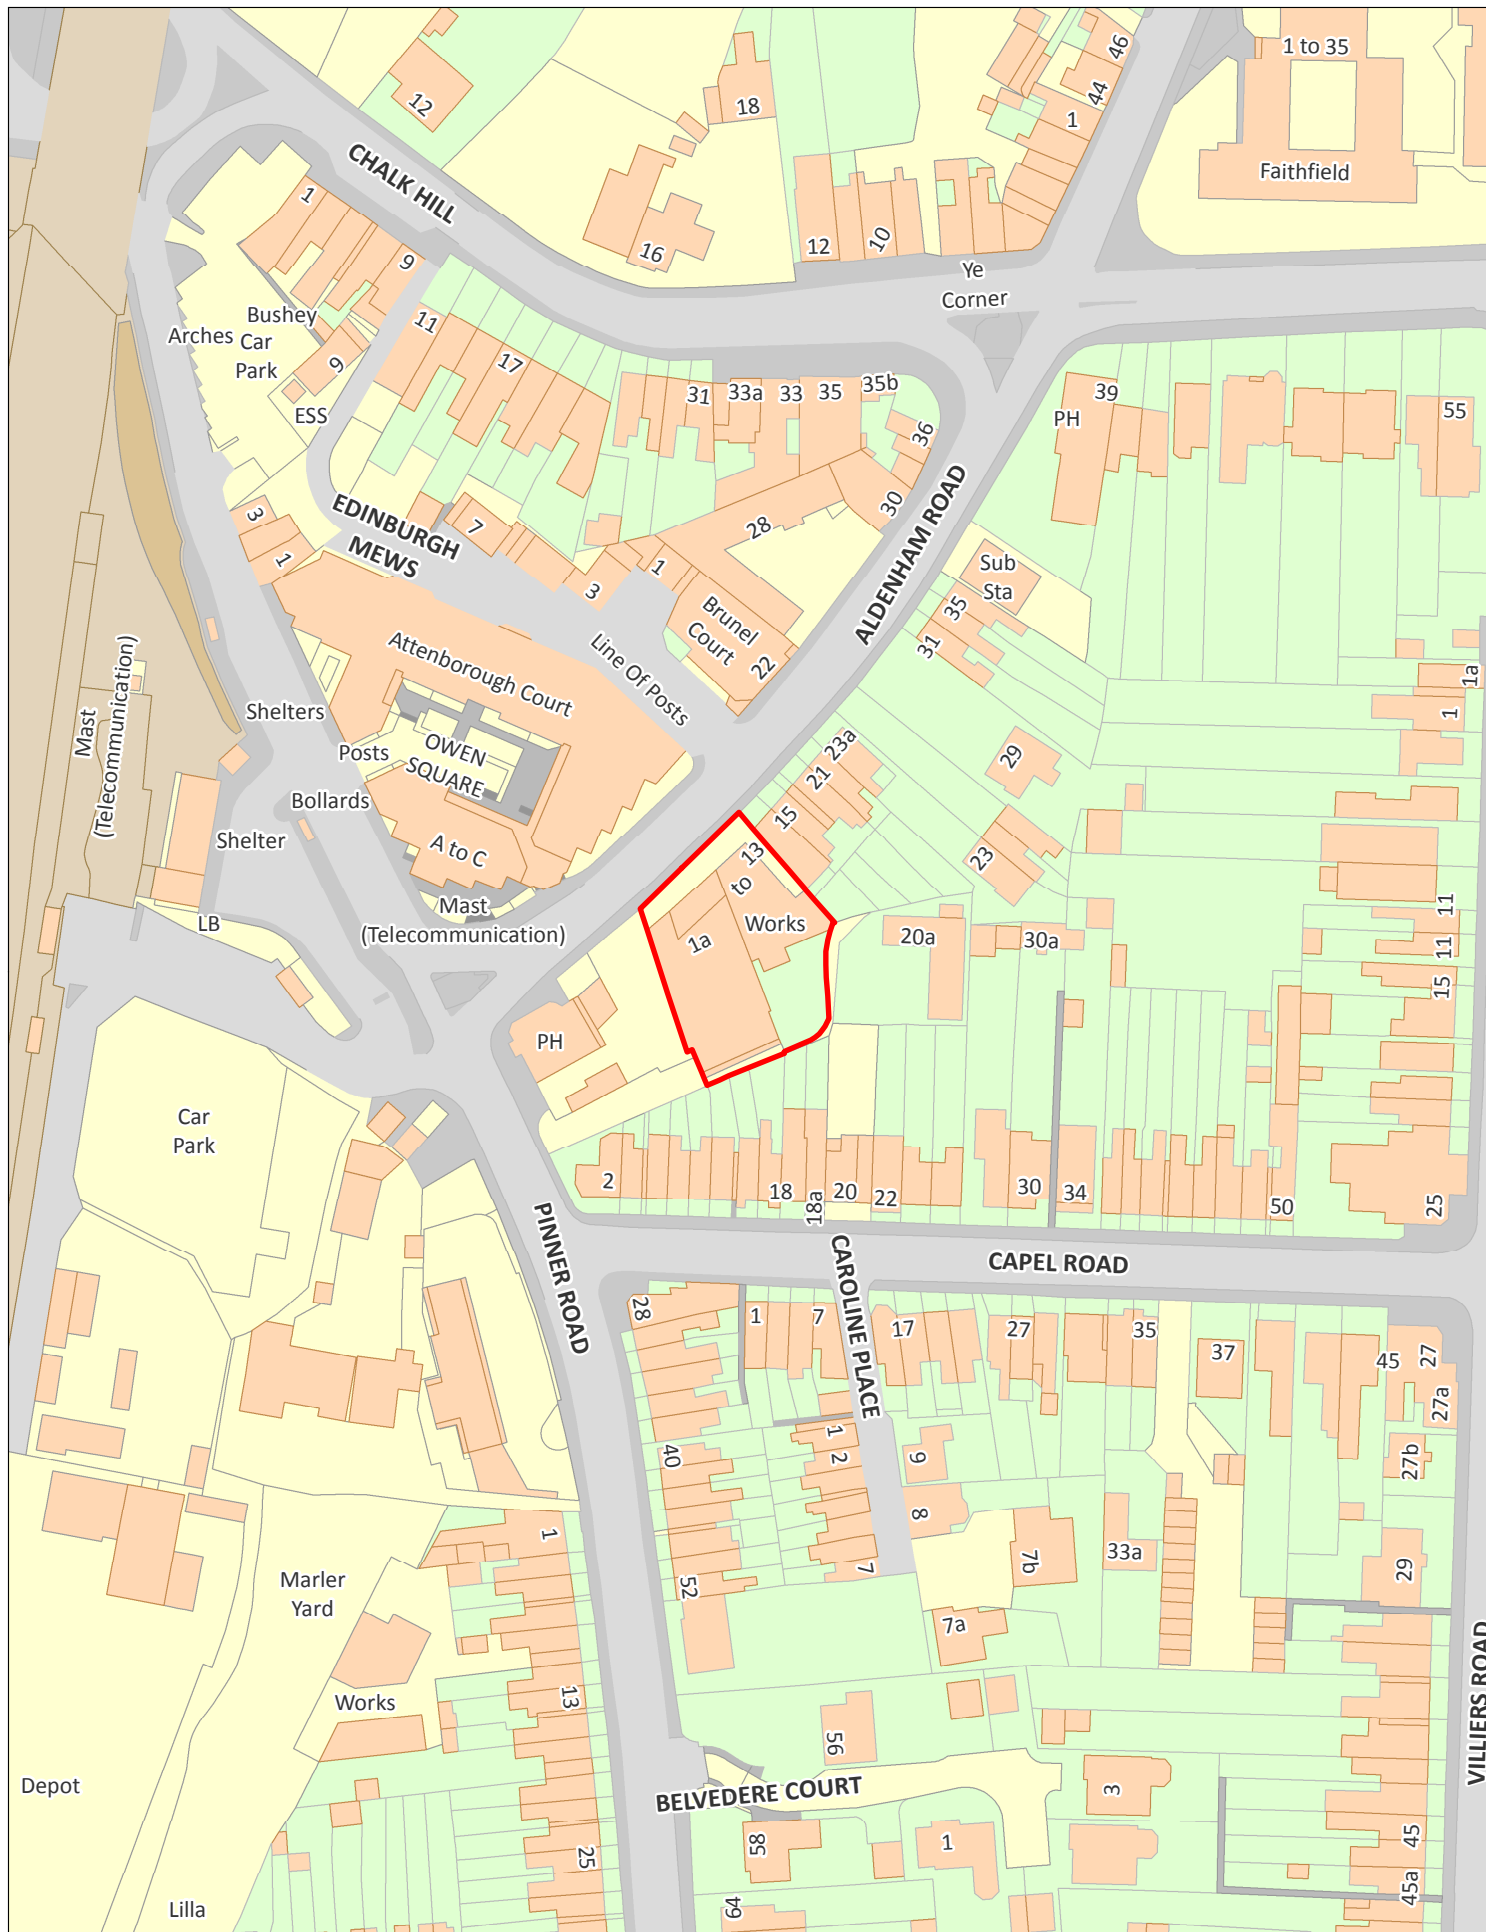 12
18
46
44
1
1 to 35
Faithfield
CHALK HILL
16
12
10
Ye
Corner
1
9
Bushey
Arches Car
Park
9
ESS
11
17
31
33a
33
35
35b
36
30
39
PH
55
EDINBURGH
MEWS
7
3
1
28
3
1
Brunel
Court
22
ALDENHAM ROAD
Sub
Sta
35
31
Attenborough Court
Line Of Posts
Mast
(Telecommunication)
Shelters
Posts
OWEN
SQUARE
Bollards
Shelter
A to C
Mast
(Telecommunication)
LB
23a
21
15
13
to
1a
Works
29
23
1a
1
11
11
15
20a
30a
PH
Car
Park
2
18
18a
20
22
30
34
50
25
PINNER ROAD
CAROLINE PLACE
CAPEL ROAD
28
1
7
17
27
35
37
45
27
27a
27b
40
1
2
9
8
7
7b
33a
29
52
7a
1
Marler
Yard
Works
13
Depot
56
BELVEDERE COURT
3
VILLIERS ROAD
25
58
1
45
45a
64
Lilla